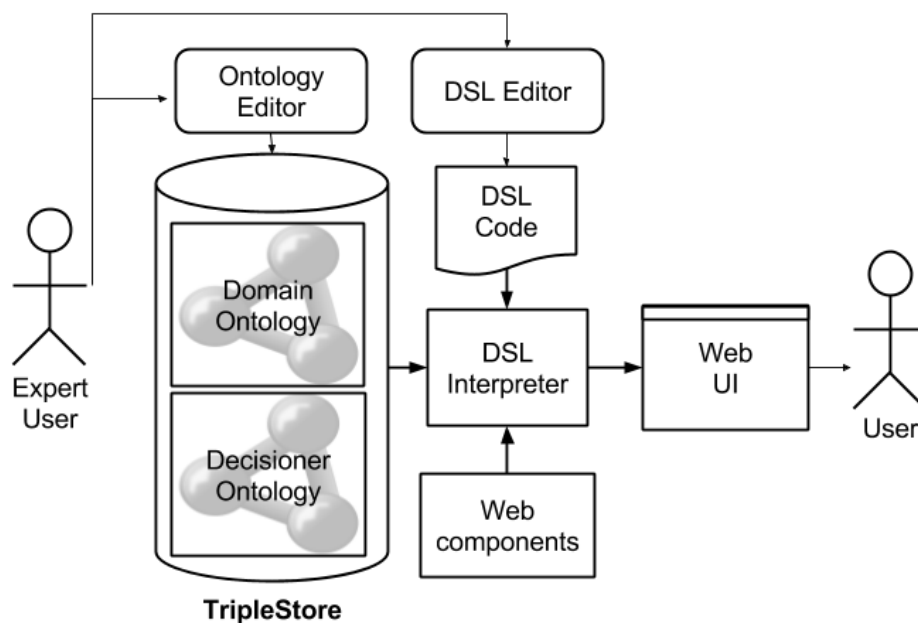 Ontology
Editor
DSL Editor
DSL
Code
Domain
Ontology
DSL
Interpreter
Web
UI
Expert
User
User
Decisioner
Ontology
Web
components
TripleStore